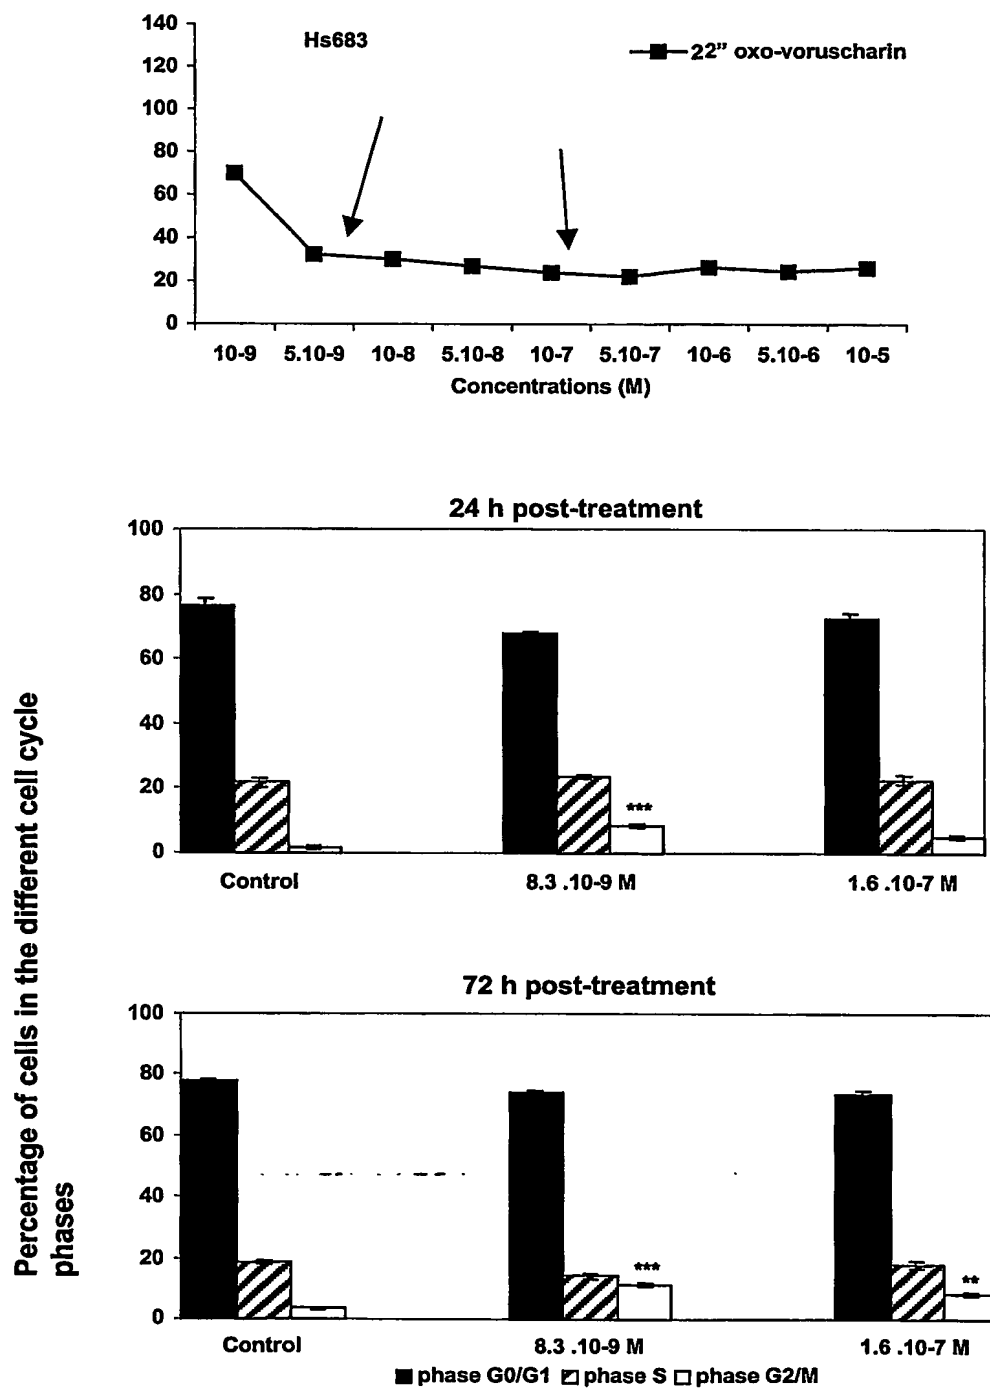 140
Hs683
22” oxo-voruscharin
120
100
80
60
40
20
0
10-9 5.10-9 10-8 5.10-8 10-7 5.10-7 10-6 5.10-6 10-5
Concentrations (M)
Percentage of cells in the different cell cycle
phases
24 h post-treatment
100
80
60
40
20
***
0
Control 8.3 .10-9 M 1.6 .10-7 M
72 h post-treatment
100
80
60
40
20
*** **
0
Control 8.3 .10-9 M 1.6 .10-7 M
phase G0/G1 phase S phase G2/M